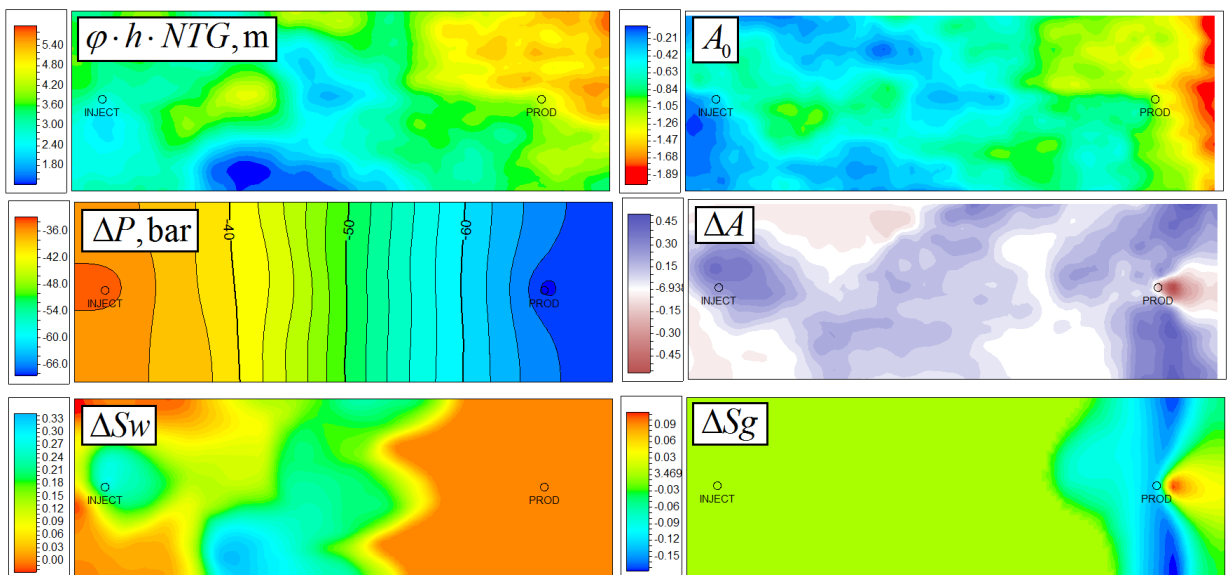 φ·h·NTG, m
5.40
4.80
4.20
3.60
3.00
2.40
1.80
INJECT
PROD
A0
-0.21
-0.42
-0.63
-0.84
-1.05
-1.26
-1.47
-1.68
-1.89
INJECT
PROD
ΔP, bar
-36.0
-42.0
-48.0
-54.0
-60.0
-66.0
-40
-50
-60
INJECT
PROD
ΔA
0.45
0.30
0.15
-6.938
-0.15
-0.30
-0.45
INJECT
PROD
ΔSw
0.33
0.30
0.27
0.24
0.21
0.18
0.15
0.12
0.09
0.06
0.03
0.00
INJECT
PROD
ΔSg
0.09
0.06
0.03
3.469
-0.03
-0.06
-0.09
-0.12
-0.15
INJECT
PROD